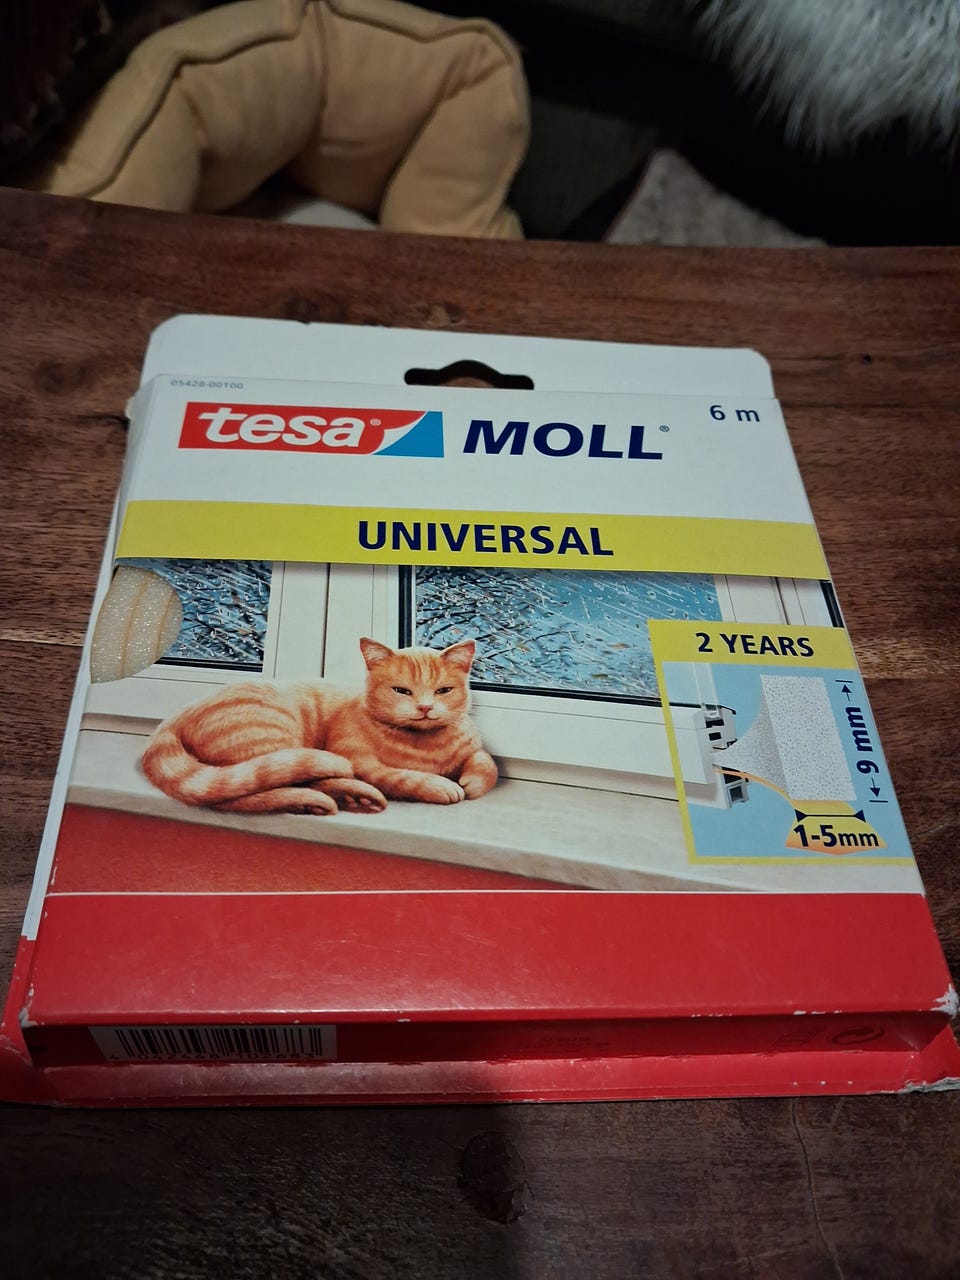 05428-00100
tesa® MOLL®
6 m
UNIVERSAL
2 YEARS
9 mm
1-5mm